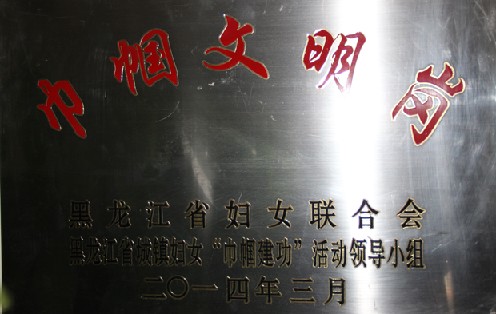 巾帼文明岗
黑龙江省妇女联合会
黑龙江省城镇妇女“巾帼建功”活动领导小组
二〇一四年三月